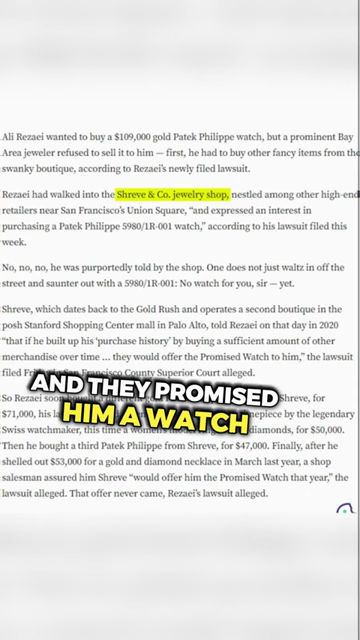 Ali Rezaei wanted to buy a $109,000 gold Patek Philippe watch, but a prominent Bay
Area jeweler refused to sell it to him — first, he had to buy other fancy items from the
swanky boutique, according to Rezaei's newly filed lawsuit.
Rezaei had walked into the Shreve & Co. jewelry shop, nestled among other high-end
retailers near San Francisco's Union Square, "and expressed an interest in
purchasing a Patek Philippe 5980/1R-001 watch," according to his lawsuit filed this
week.
No, no, no, he was purportedly told by the shop. One does not just waltz in off the
street and saunter out with a 5980/1R-001: No watch for you, sir — yet.
Shreve, which dates back to the Gold Rush and operates a second boutique in the
posh Stanford Shopping Center mall in Palo Alto, told Rezaei on that day in 2020
"that if he built up his 'purchase history' by buying a sufficient amount of other
merchandise over time ... they would offer the Promised Watch to him," the lawsuit
filed Francisco County Superior Court alleged.
AND THEY PROMISED
HIM A WATCH
So Rezaei Shreve, for
$71,000, his by the legendary
Swiss watchmaker, this time a diamonds, for $50,000.
Then he bought a third Patek Philippe from Shreve, for $47,000. Finally, after he
shelled out $53,000 for a gold and diamond necklace in March last year, a shop
salesman assured him Shreve "would offer him the Promised Watch that year," the
lawsuit alleged. That offer never came, Rezaei's lawsuit alleged.